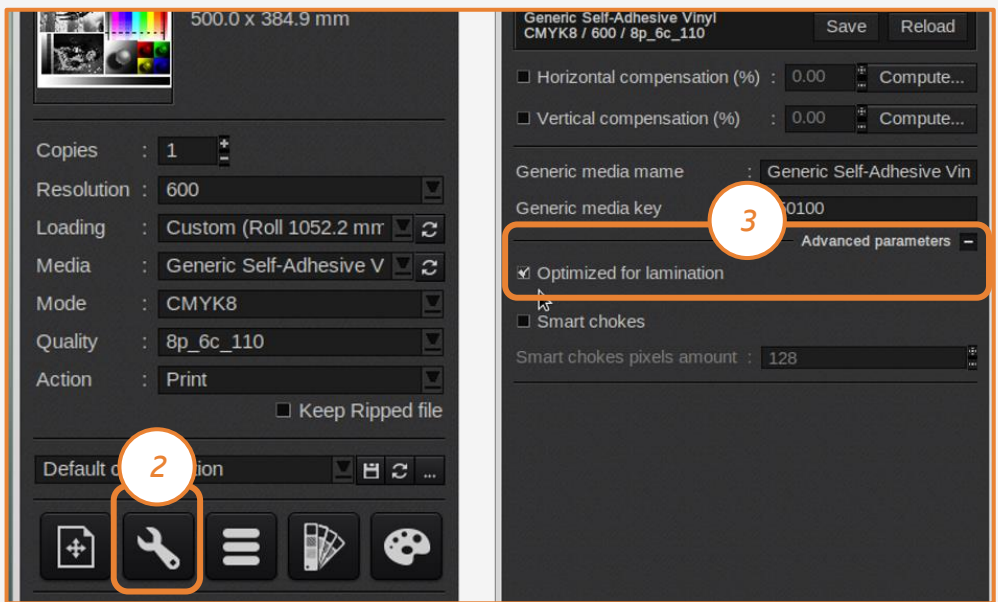 500.0 x 384.9 mm
Copies : 1
Resolution : 600
Loading : Custom (Roll 1052.2 mm
Media : Generic Self-Adhesive V
Mode : CMYK8
Quality : 8p_6c_110
Action : Print
Keep Ripped file
Default
2
...
Generic Self-Adhesive Vinyl
CMYK8 / 600 / 8p_6c_110
Save Reload
Horizontal compensation (%) : 0.00 Compute...
Vertical compensation (%) : 0.00 Compute...
Generic media mame : Generic Self-Adhesive Vin
Generic media key 0100
3
Advanced parameters
Optimized for lamination
Smart chokes
Smart chokes pixels amount : 128